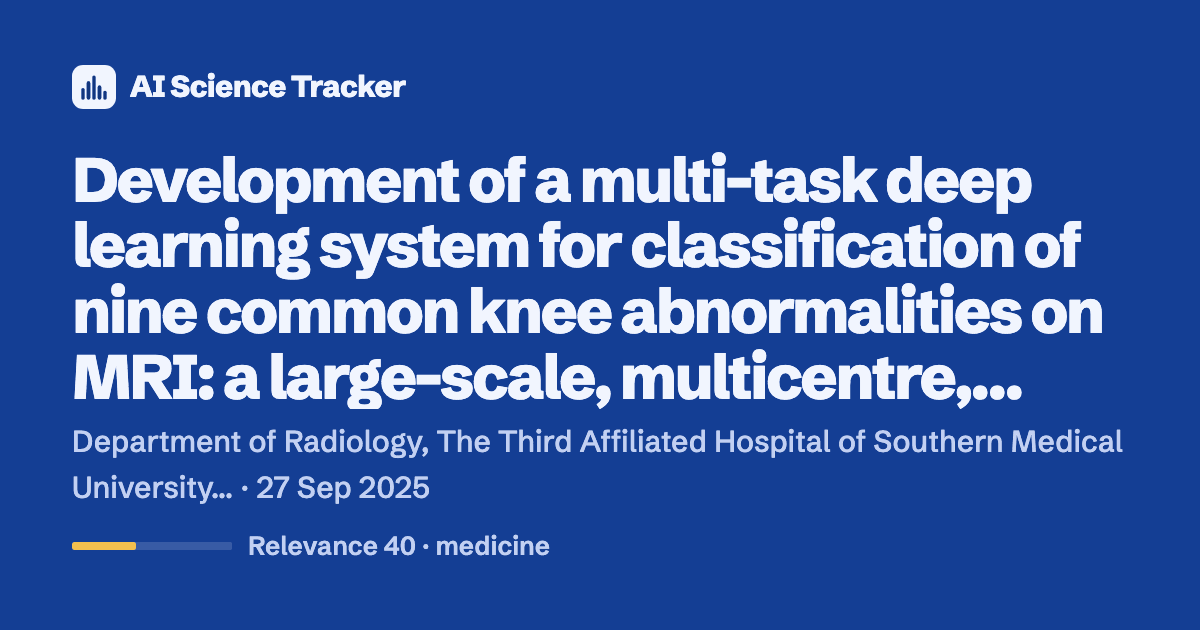 AI Science Tracker
Development of a multi-task deep
learning system for classification of
nine common knee abnormalities on
MRI: a large-scale, multicentre,...
Department of Radiology, The Third Affiliated Hospital of Southern Medical
University... · 27 Sep 2025
Relevance 40 · medicine